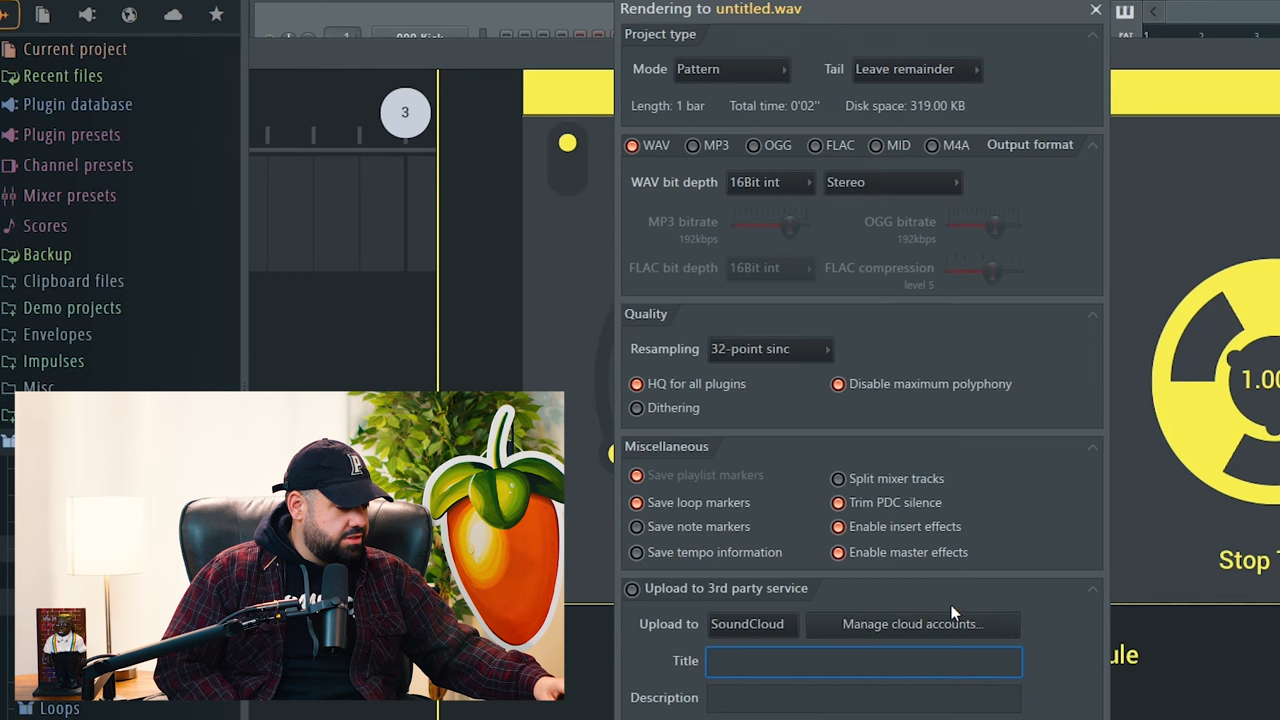 Rendering to untitled.wav
Project type
Mode Pattern Tail Leave remainder
Length: 1 bar Total time: 0'02'' Disk space: 319.00 KB
WAV MP3 OGG FLAC MID M4A Output format
WAV bit depth 16Bit int Stereo
MP3 bitrate OGG bitrate
192kbps 192kbps
FLAC bit depth 16Bit int FLAC compression
level 5
Quality
Resampling 32-point sinc
HQ for all plugins Disable maximum polyphony
Dithering
Miscellaneous
Save playlist markers Split mixer tracks
Save loop markers Trim PDC silence
Save note markers Enable insert effects
Save tempo information Enable master effects
Upload to 3rd party service
Upload to SoundCloud Manage cloud accounts...
Title
Description
Current project
Recent files
Plugin database
Plugin presets
Channel presets
Mixer presets
Scores
Backup
Clipboard files
Demo projects
Envelopes
Impulses
Misc
Loops
3
P
PAT 1 2 3
1.00
Stop
ule